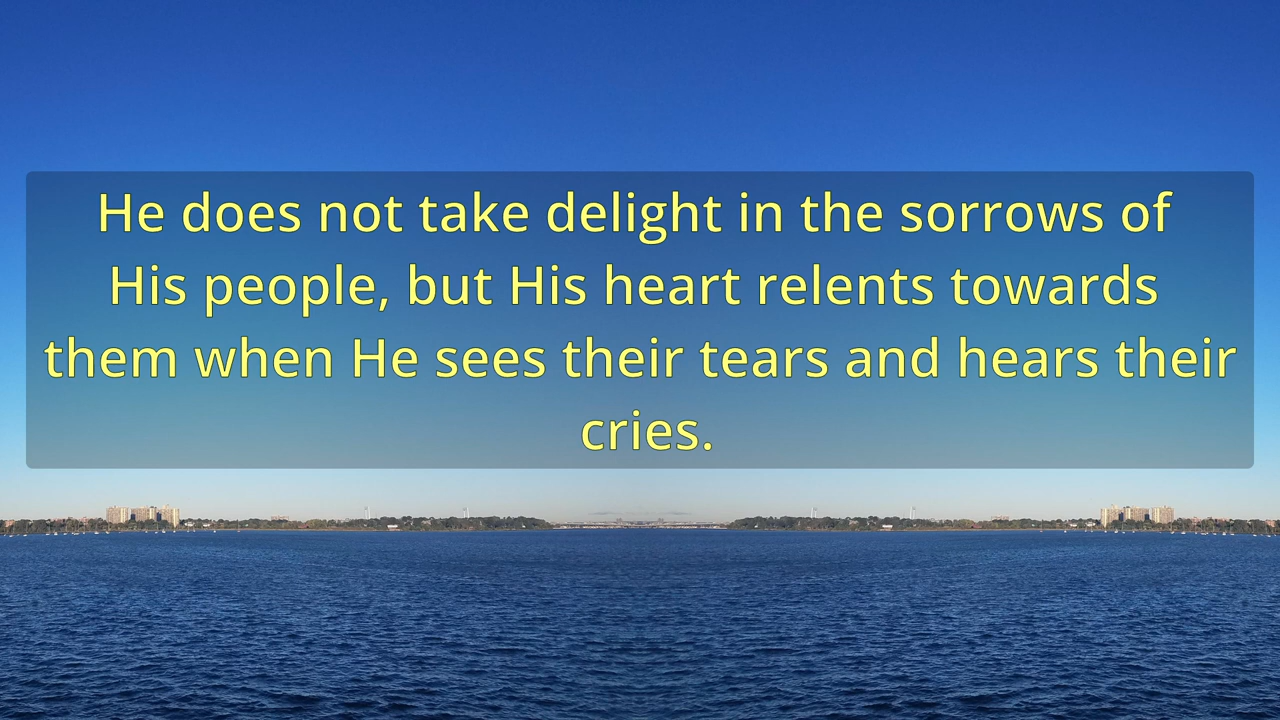 He does not take delight in the sorrows of
His people, but His heart relents towards
them when He sees their tears and hears their
cries.